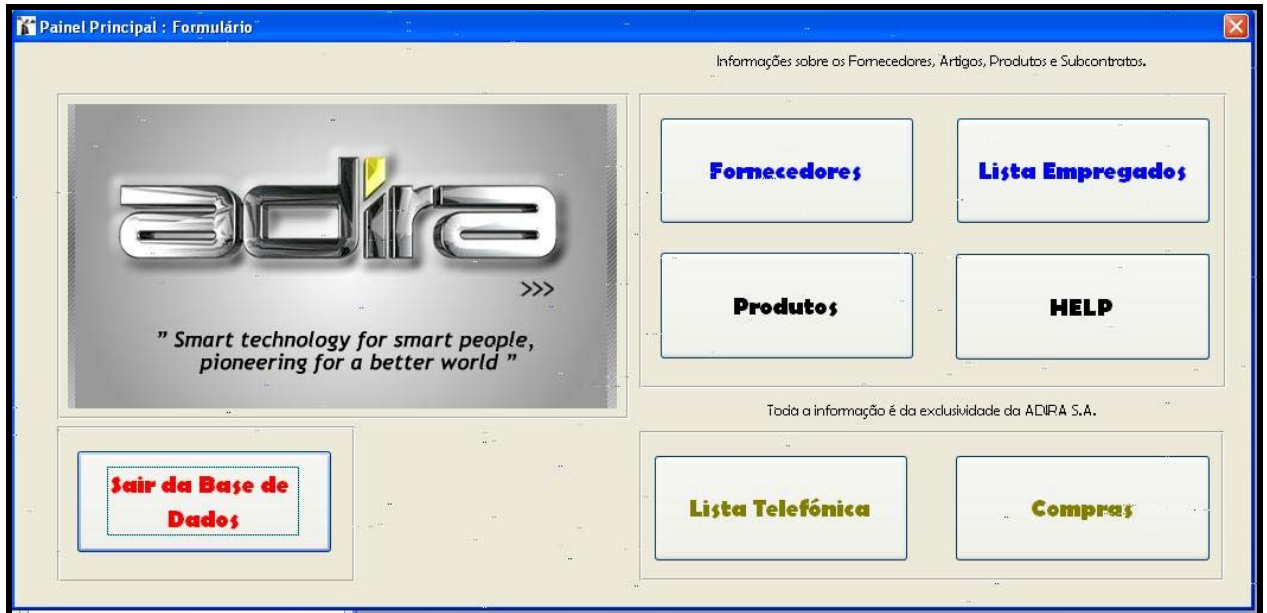 Painel Principal : Formulário
Informações sobre os Fornecedores, Artigos, Produtos e Subcontratos.
adira
>>>
" Smart technology for smart people,
pioneering for a better world "
Fornecedores
Lista Empregados
Produtos
HELP
Toda a informação é da exclusividade da ADIRA S.A.
Sair da Base de
Dados
Lista Telefónica
Compras